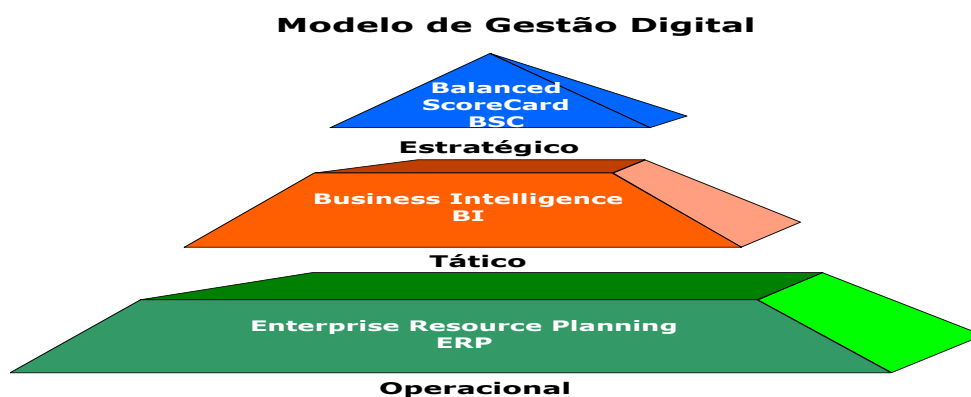 Modelo de Gestão Digital
Balanced
ScoreCard
BSC
Estratégico
Business Intelligence
BI
Tático
Enterprise Resource Planning
ERP
Operacional